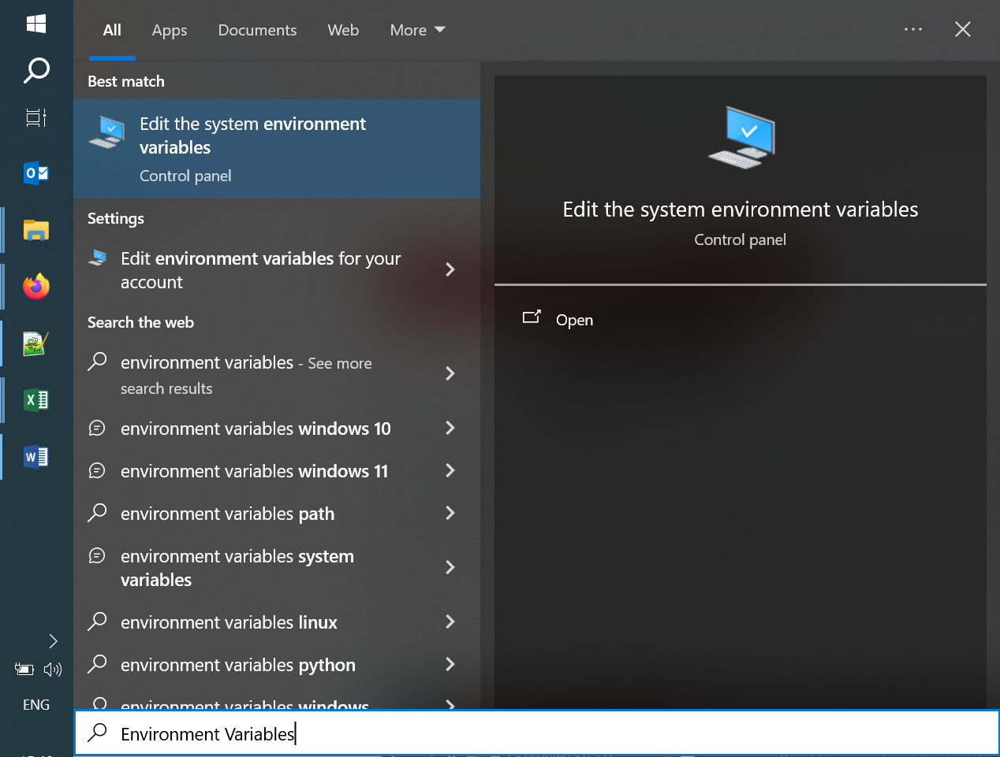 All Apps Documents Web More
Best match
Edit the system environment
variables
Control panel
Settings
Edit environment variables for your
account
Search the web
environment variables - See more
search results
environment variables windows 10
environment variables windows 11
environment variables path
environment variables system
variables
environment variables linux
environment variables python
environment variables windows
Environment Variables
Edit the system environment variables
Control panel
Open
ENG